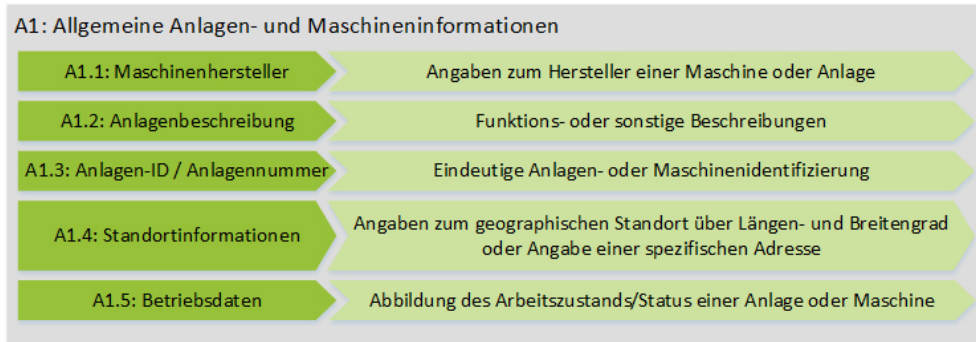 A1: Allgemeine Anlagen- und Maschineninformationen
A1.1: Maschinenhersteller
Angaben zum Hersteller einer Maschine oder Anlage
A1.2: Anlagenbeschreibung
Funktions- oder sonstige Beschreibungen
A1.3: Anlagen-ID / Anlagennummer
Eindeutige Anlagen- oder Maschinenidentifizierung
A1.4: Standortinformationen
Angaben zum geographischen Standort über Längen- und Breitengrad
oder Angabe einer spezifischen Adresse
A1.5: Betriebsdaten
Abbildung des Arbeitszustands/Status einer Anlage oder Maschine